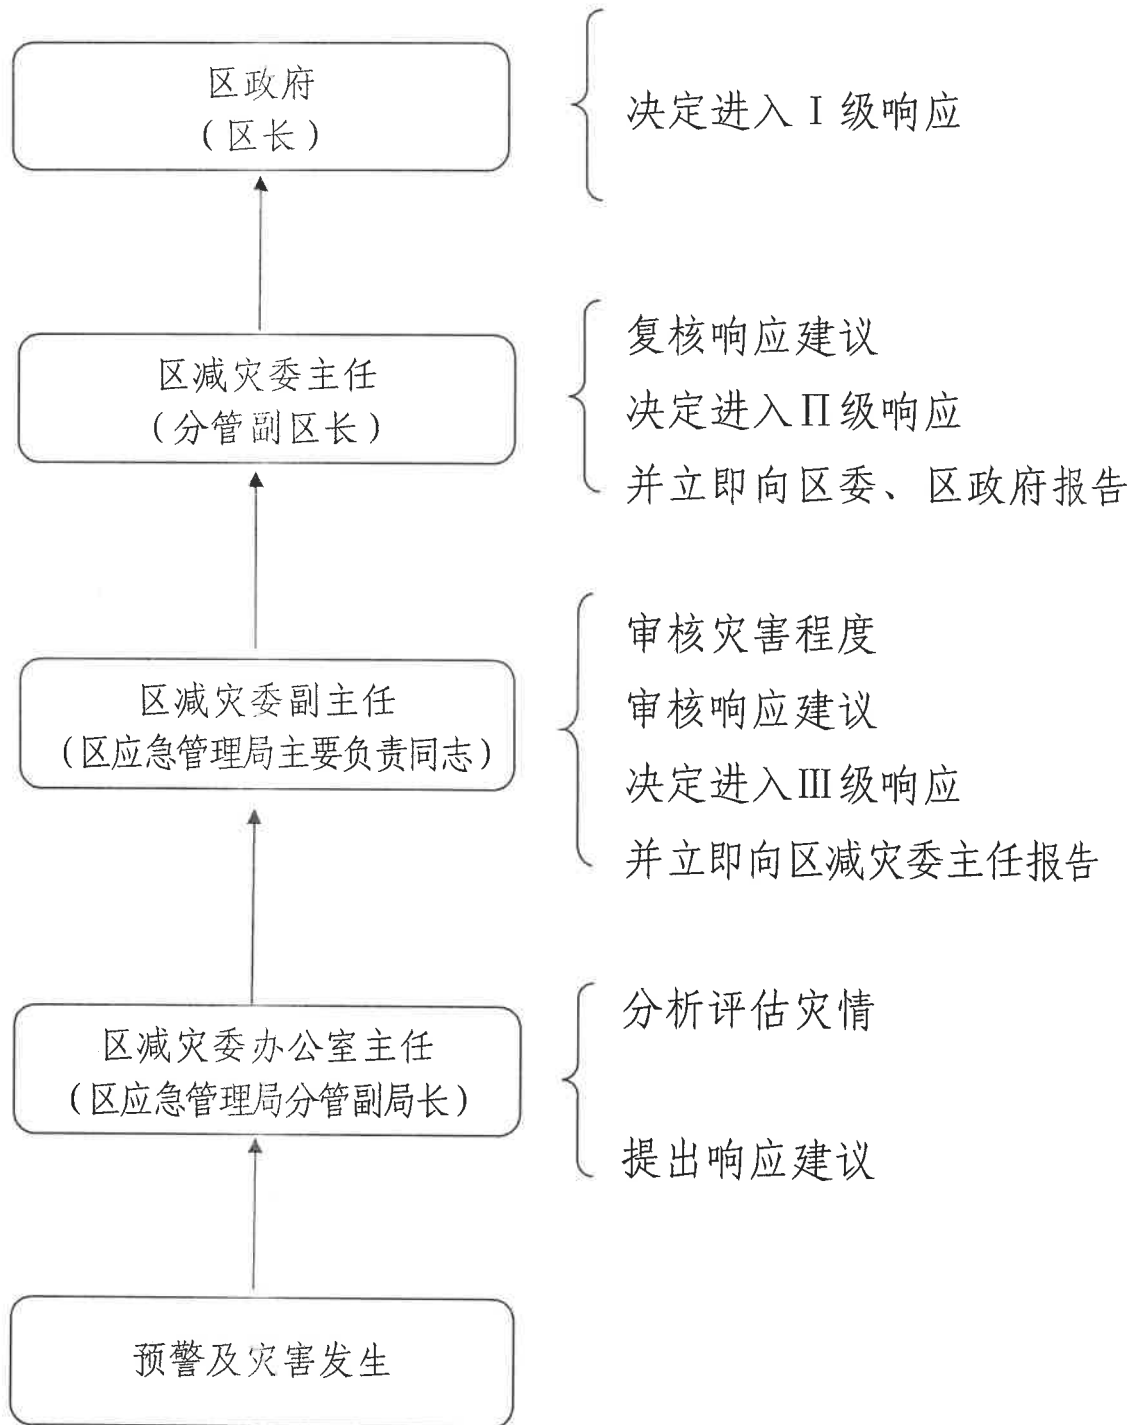 区政府
（区长）
决定进入Ⅰ级响应
区减灾委主任
（分管副区长）
复核响应建议
决定进入Ⅱ级响应
并立即向区委、区政府报告
区减灾委副主任
（区应急管理局主要负责同志）
审核灾害程度
审核响应建议
决定进入Ⅲ级响应
并立即向区减灾委主任报告
区减灾委办公室主任
（区应急管理局分管副局长）
分析评估灾情
提出响应建议
预警及灾害发生